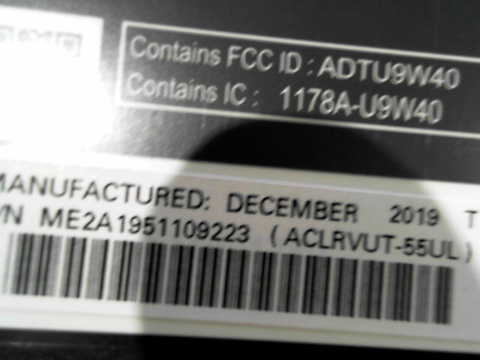 Contains FCC ID : ADTU9W40
Contains IC : 1178A-U9W40
MANUFACTURED: DECEMBER 2019 T
/N ME2A1951109223 (ACLRVUT-55UL)